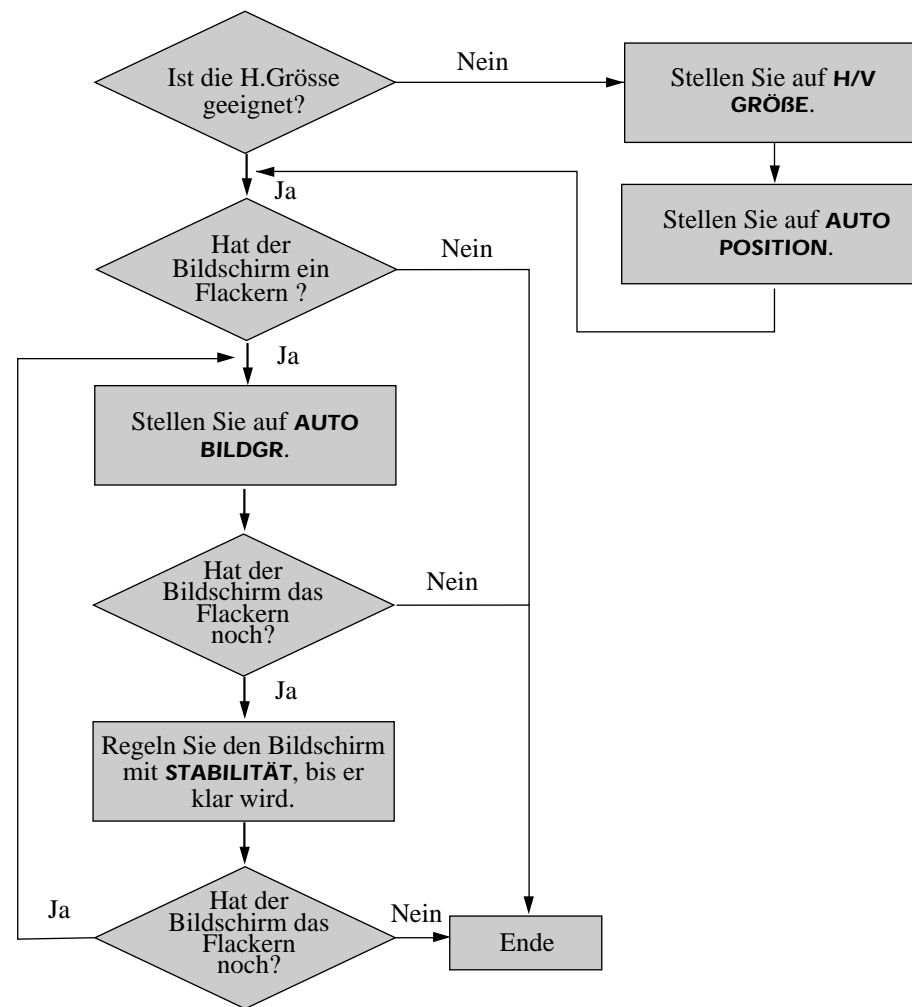 Ist die H.Grösse
geeignet?
Nein
Stellen Sie auf H/V
GRÖßE.
Ja
Stellen Sie auf AUTO
POSITION.
Hat der
Bildschirm ein
Flackern ?
Nein
Ja
Stellen Sie auf AUTO
BILDGR.
Hat der
Bildschirm das
Flackern
noch?
Nein
Ja
Regeln Sie den Bildschirm
mit STABILITÄT, bis er
klar wird.
Hat der
Bildschirm das
Flackern
noch?
Ja
Nein
Ende